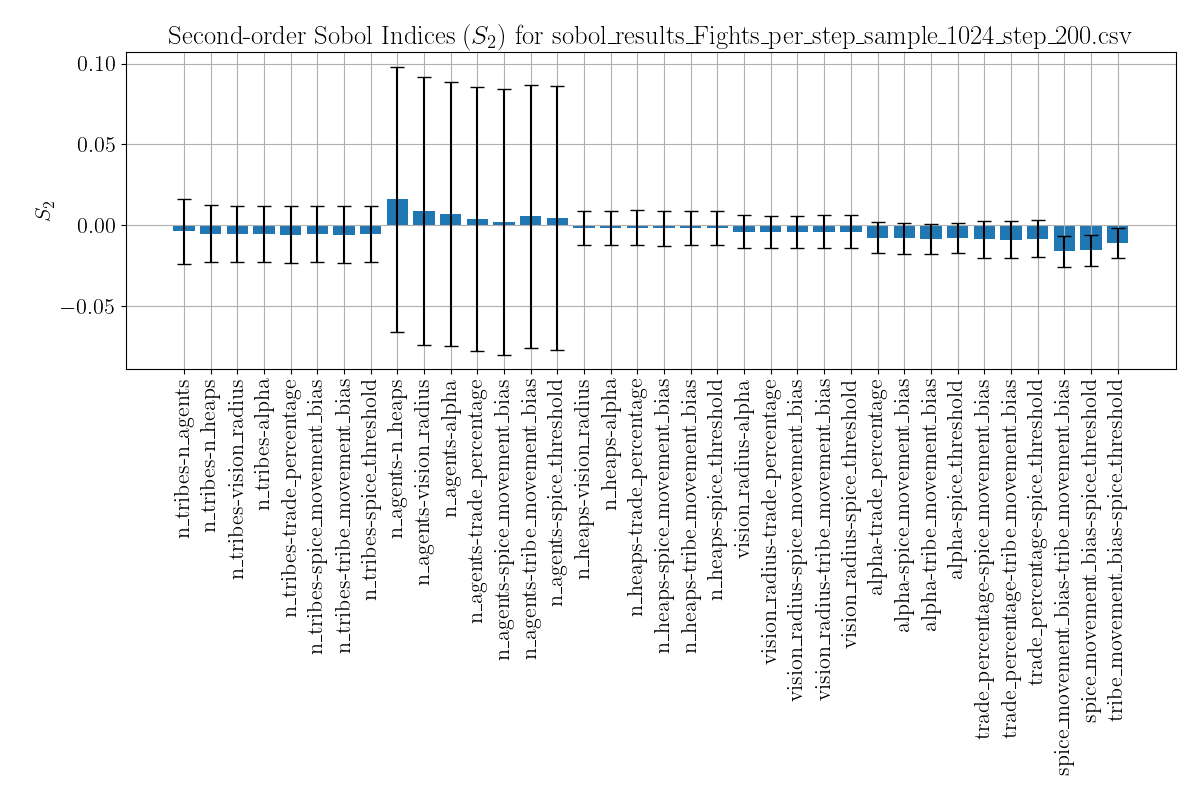 Second-order Sobol Indices (S₂) for sobol_results_Fights_per_step_sample_1024_step_200.csv
S₂
0.10
0.05
0.00
−0.05
n_tribes-n_agents
n_tribes-n_heaps
n_tribes-vision_radius
n_tribes-alpha
n_tribes-trade_percentage
n_tribes-spice_movement_bias
n_tribes-tribe_movement_bias
n_tribes-spice_threshold
n_agents-n_heaps
n_agents-vision_radius
n_agents-alpha
n_agents-trade_percentage
n_agents-spice_movement_bias
n_agents-tribe_movement_bias
n_agents-spice_threshold
n_heaps-vision_radius
n_heaps-alpha
n_heaps-trade_percentage
n_heaps-spice_movement_bias
n_heaps-tribe_movement_bias
n_heaps-spice_threshold
vision_radius-alpha
vision_radius-trade_percentage
vision_radius-spice_movement_bias
vision_radius-tribe_movement_bias
vision_radius-spice_threshold
alpha-trade_percentage
alpha-spice_movement_bias
alpha-tribe_movement_bias
alpha-spice_threshold
trade_percentage-spice_movement_bias
trade_percentage-tribe_movement_bias
trade_percentage-spice_threshold
spice_movement_bias-tribe_movement_bias
spice_movement_bias-spice_threshold
tribe_movement_bias-spice_threshold